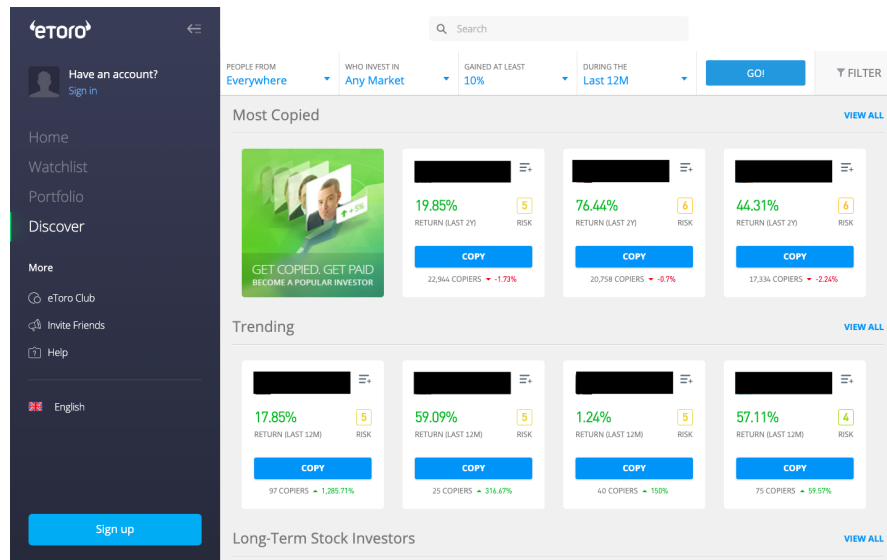 eToro
Have an account?
Sign in
Home
Watchlist
Portfolio
Discover
More
eToro Club
Invite Friends
Help
English
Sign up
Search
PEOPLE FROM
Everywhere
WHO INVEST IN
Any Market
GAINED AT LEAST
10%
DURING THE
Last 12M
GO!
FILTER
Most Copied
VIEW ALL
+ 5%
GET COPIED. GET PAID
BECOME A POPULAR INVESTOR
19.85%
5
RETURN (LAST 2Y)
RISK
COPY
22,944 COPIERS -1.73%
76.44%
6
RETURN (LAST 2Y)
RISK
COPY
20,758 COPIERS -0.7%
44.31%
6
RETURN (LAST 2Y)
RISK
COPY
17,334 COPIERS -2.24%
Trending
VIEW ALL
17.85%
5
RETURN (LAST 12M)
RISK
COPY
97 COPIERS 1,285.71%
59.09%
5
RETURN (LAST 12M)
RISK
COPY
25 COPIERS 316.67%
1.24%
5
RETURN (LAST 12M)
RISK
COPY
40 COPIERS 150%
57.11%
4
RETURN (LAST 12M)
RISK
COPY
75 COPIERS 59.57%
Long-Term Stock Investors
VIEW ALL